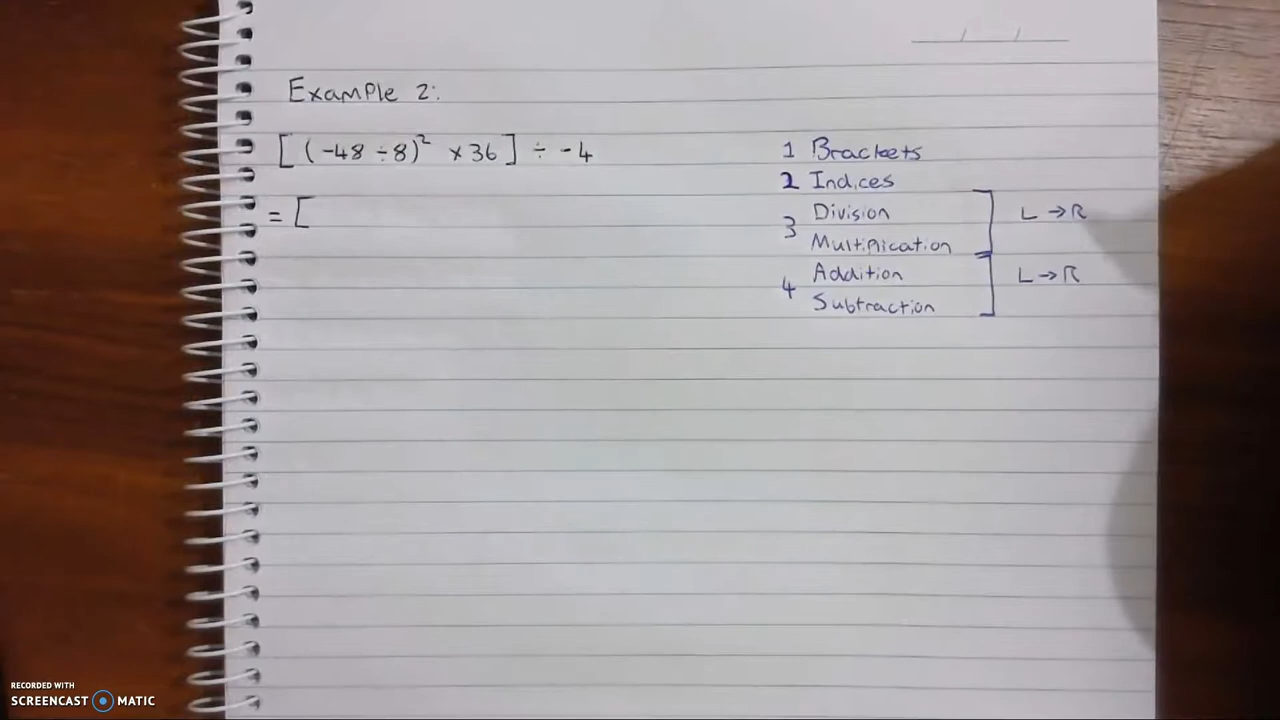 Example 2:
[(-48 ÷ 8)² × 36] ÷ -4
= [
1 Brackets
2 Indices
3 Division
Multiplication
L → R
4 Addition
Subtraction
L → R
RECORDED WITH
SCREENCAST MATIC